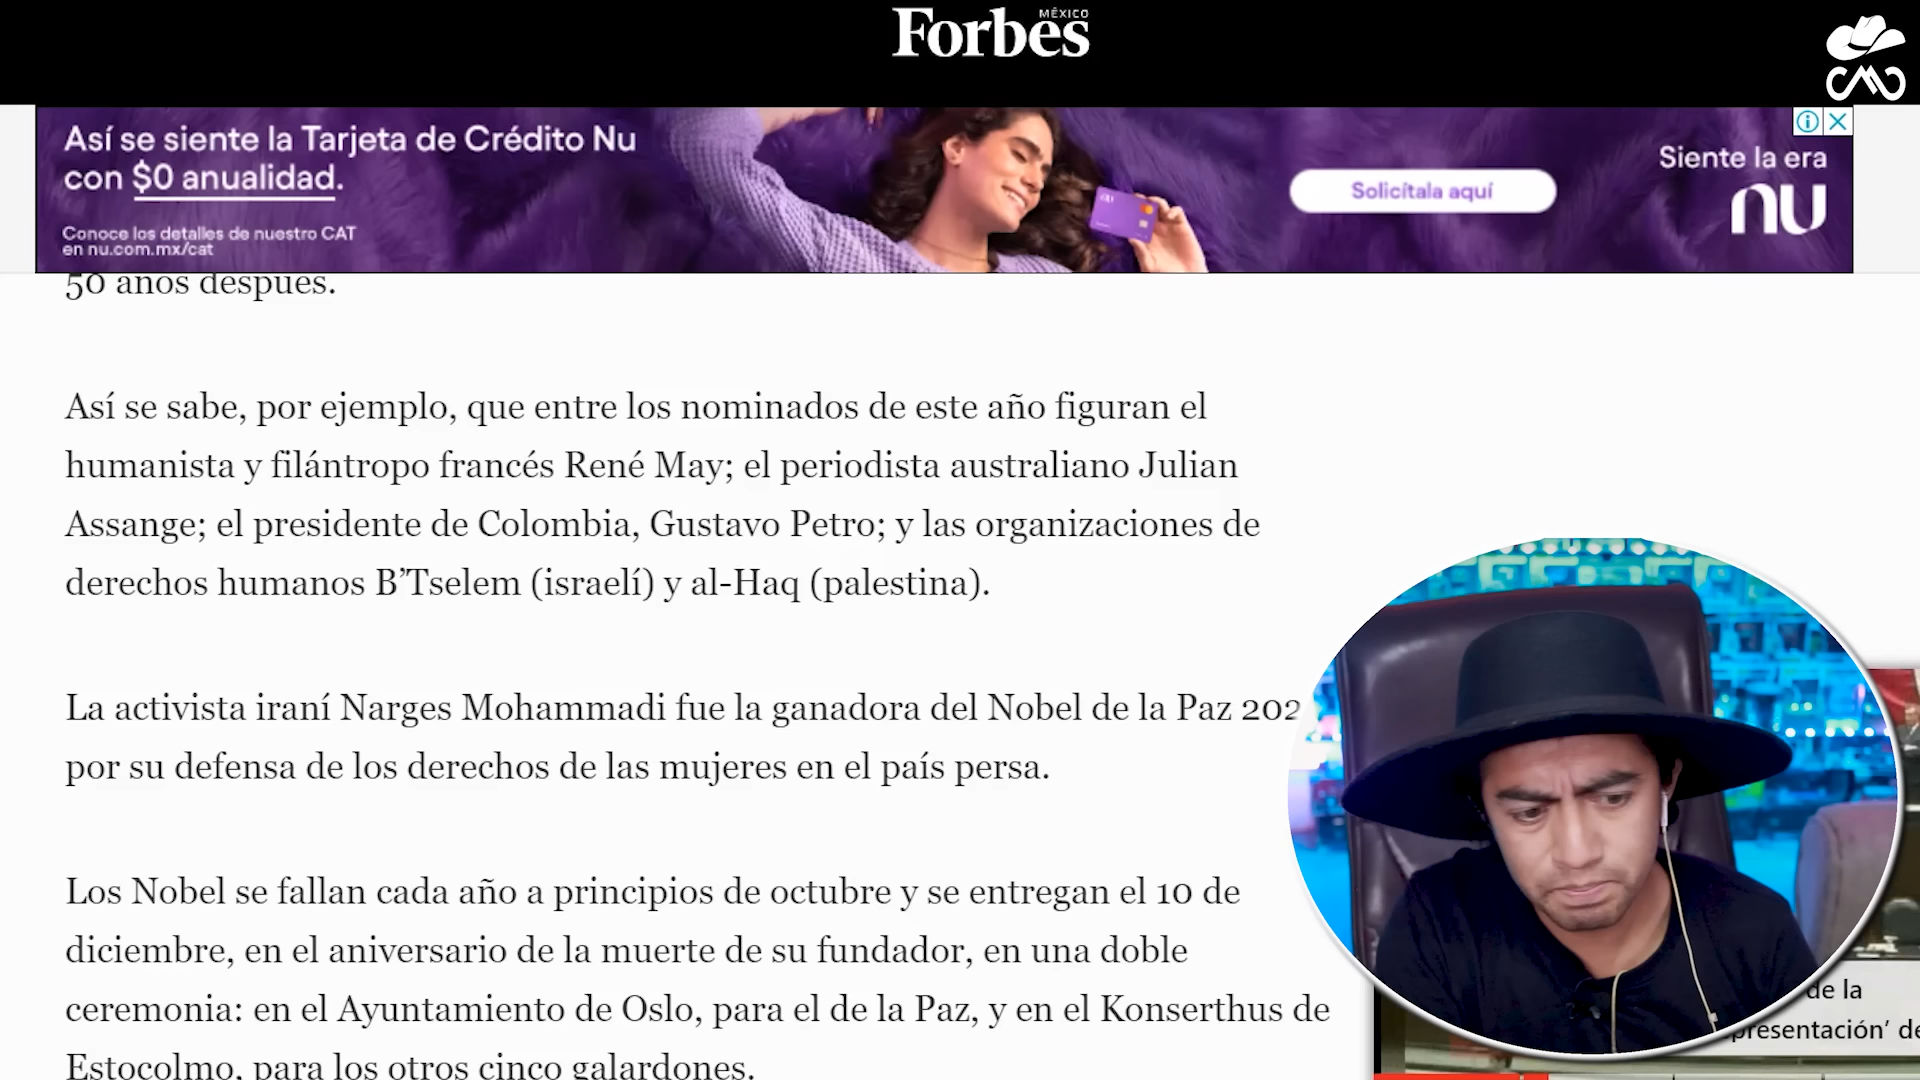 Forbes
MÉXICO
Así se siente la Tarjeta de Crédito Nu
con $0 anualidad.
Conoce los detalles de nuestro CAT
en nu.com.mx/cat
Solicítala aquí
Siente la era
nu
50 años después.
Así se sabe, por ejemplo, que entre los nominados de este año figuran el
humanista y filántropo francés René May; el periodista australiano Julian
Assange; el presidente de Colombia, Gustavo Petro; y las organizaciones de
derechos humanos B’Tselem (israelí) y al-Haq (palestina).
La activista iraní Narges Mohammadi fue la ganadora del Nobel de la Paz 202
por su defensa de los derechos de las mujeres en el país persa.
Los Nobel se fallan cada año a principios de octubre y se entregan el 10 de
diciembre, en el aniversario de la muerte de su fundador, en una doble
ceremonia: en el Ayuntamiento de Oslo, para el de la Paz, y en el Konserthus de
Estocolmo, para los otros cinco galardones.
de la
presentación’ de